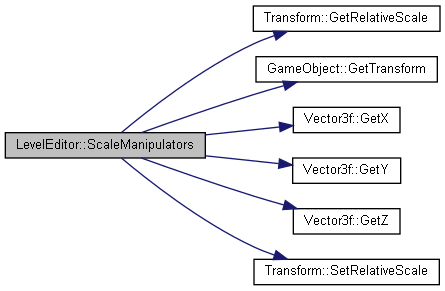 Transform::GetRelativeScale
GameObject::GetTransform
Vector3f::GetX
LevelEditor::ScaleManipulators
Vector3f::GetY
Vector3f::GetZ
Transform::SetRelativeScale